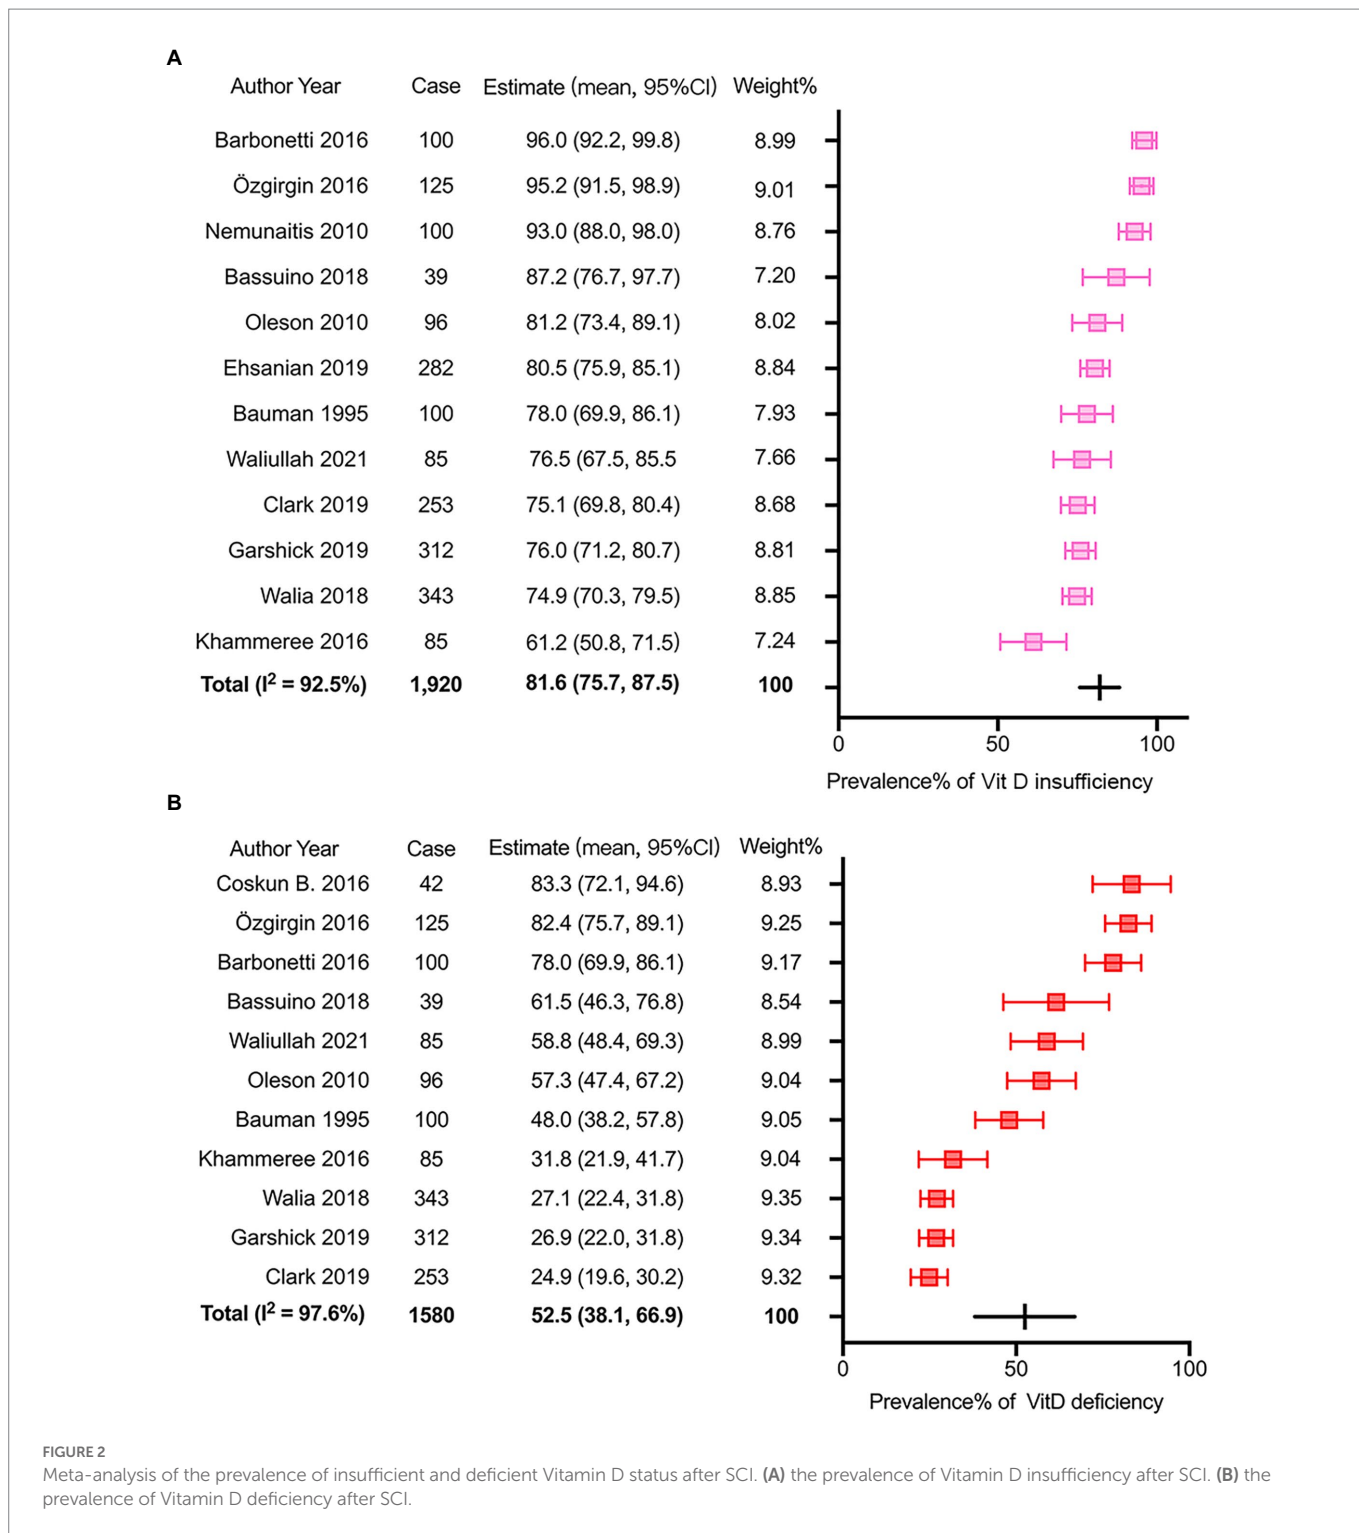 A
Author Year Case Estimate (mean, 95%CI) Weight%
Barbonetti 2016 100 96.0 (92.2, 99.8) 8.99
Özgirgin 2016 125 95.2 (91.5, 98.9) 9.01
Nemunaitis 2010 100 93.0 (88.0, 98.0) 8.76
Bassuino 2018 39 87.2 (76.7, 97.7) 7.20
Oleson 2010 96 81.2 (73.4, 89.1) 8.02
Ehsanian 2019 282 80.5 (75.9, 85.1) 8.84
Bauman 1995 100 78.0 (69.9, 86.1) 7.93
Waliullah 2021 85 76.5 (67.5, 85.5 7.66
Clark 2019 253 75.1 (69.8, 80.4) 8.68
Garshick 2019 312 76.0 (71.2, 80.7) 8.81
Walia 2018 343 74.9 (70.3, 79.5) 8.85
Khammeree 2016 85 61.2 (50.8, 71.5) 7.24
Total (I² = 92.5%) 1,920 81.6 (75.7, 87.5) 100
0 50 100
Prevalence% of Vit D insufficiency
B
Author Year Case Estimate (mean, 95%CI) Weight%
Coskun B. 2016 42 83.3 (72.1, 94.6) 8.93
Özgirgin 2016 125 82.4 (75.7, 89.1) 9.25
Barbonetti 2016 100 78.0 (69.9, 86.1) 9.17
Bassuino 2018 39 61.5 (46.3, 76.8) 8.54
Waliullah 2021 85 58.8 (48.4, 69.3) 8.99
Oleson 2010 96 57.3 (47.4, 67.2) 9.04
Bauman 1995 100 48.0 (38.2, 57.8) 9.05
Khammeree 2016 85 31.8 (21.9, 41.7) 9.04
Walia 2018 343 27.1 (22.4, 31.8) 9.35
Garshick 2019 312 26.9 (22.0, 31.8) 9.34
Clark 2019 253 24.9 (19.6, 30.2) 9.32
Total (I² = 97.6%) 1580 52.5 (38.1, 66.9) 100
0 50 100
Prevalence% of VitD deficiency
FIGURE 2
Meta-analysis of the prevalence of insufficient and deficient Vitamin D status after SCI. (A) the prevalence of Vitamin D insufficiency after SCI. (B) the
prevalence of Vitamin D deficiency after SCI.